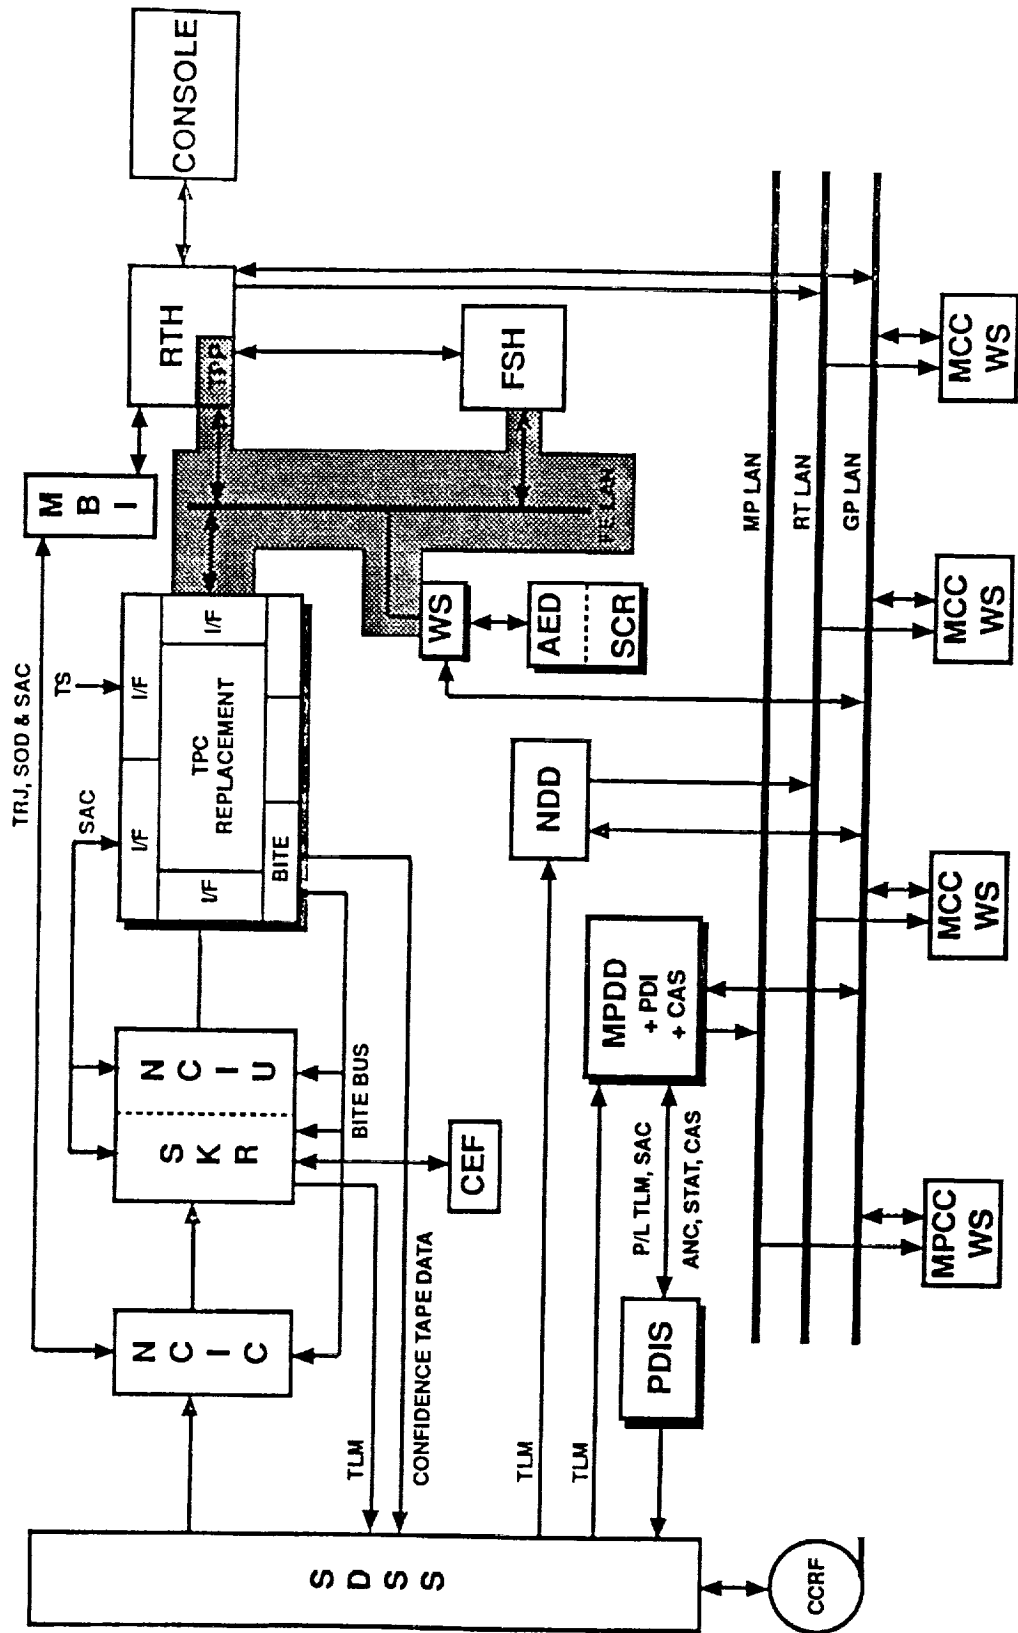 CONSOLE
RTH
TPP
M
B
I
FSH
FE LAN
TRJ, SOD & SAC
TS
SAC
I/F
I/F
I/F
I/F
TPC
REPLACEMENT
BITE
WS
AED
SCR
N
C
I
U
S
K
R
BITE BUS
CEF
N
C
I
C
TLM
CONFIDENCE TAPE DATA
TLM
TLM
NDD
MPDD
+ PDI
+ CAS
P/L TLM, SAC
ANC, STAT, CAS
PDIS
S
D
S
S
CCRF
MP LAN
RT LAN
GP LAN
MPCC
WS
MCC
WS
MCC
WS
MCC
WS